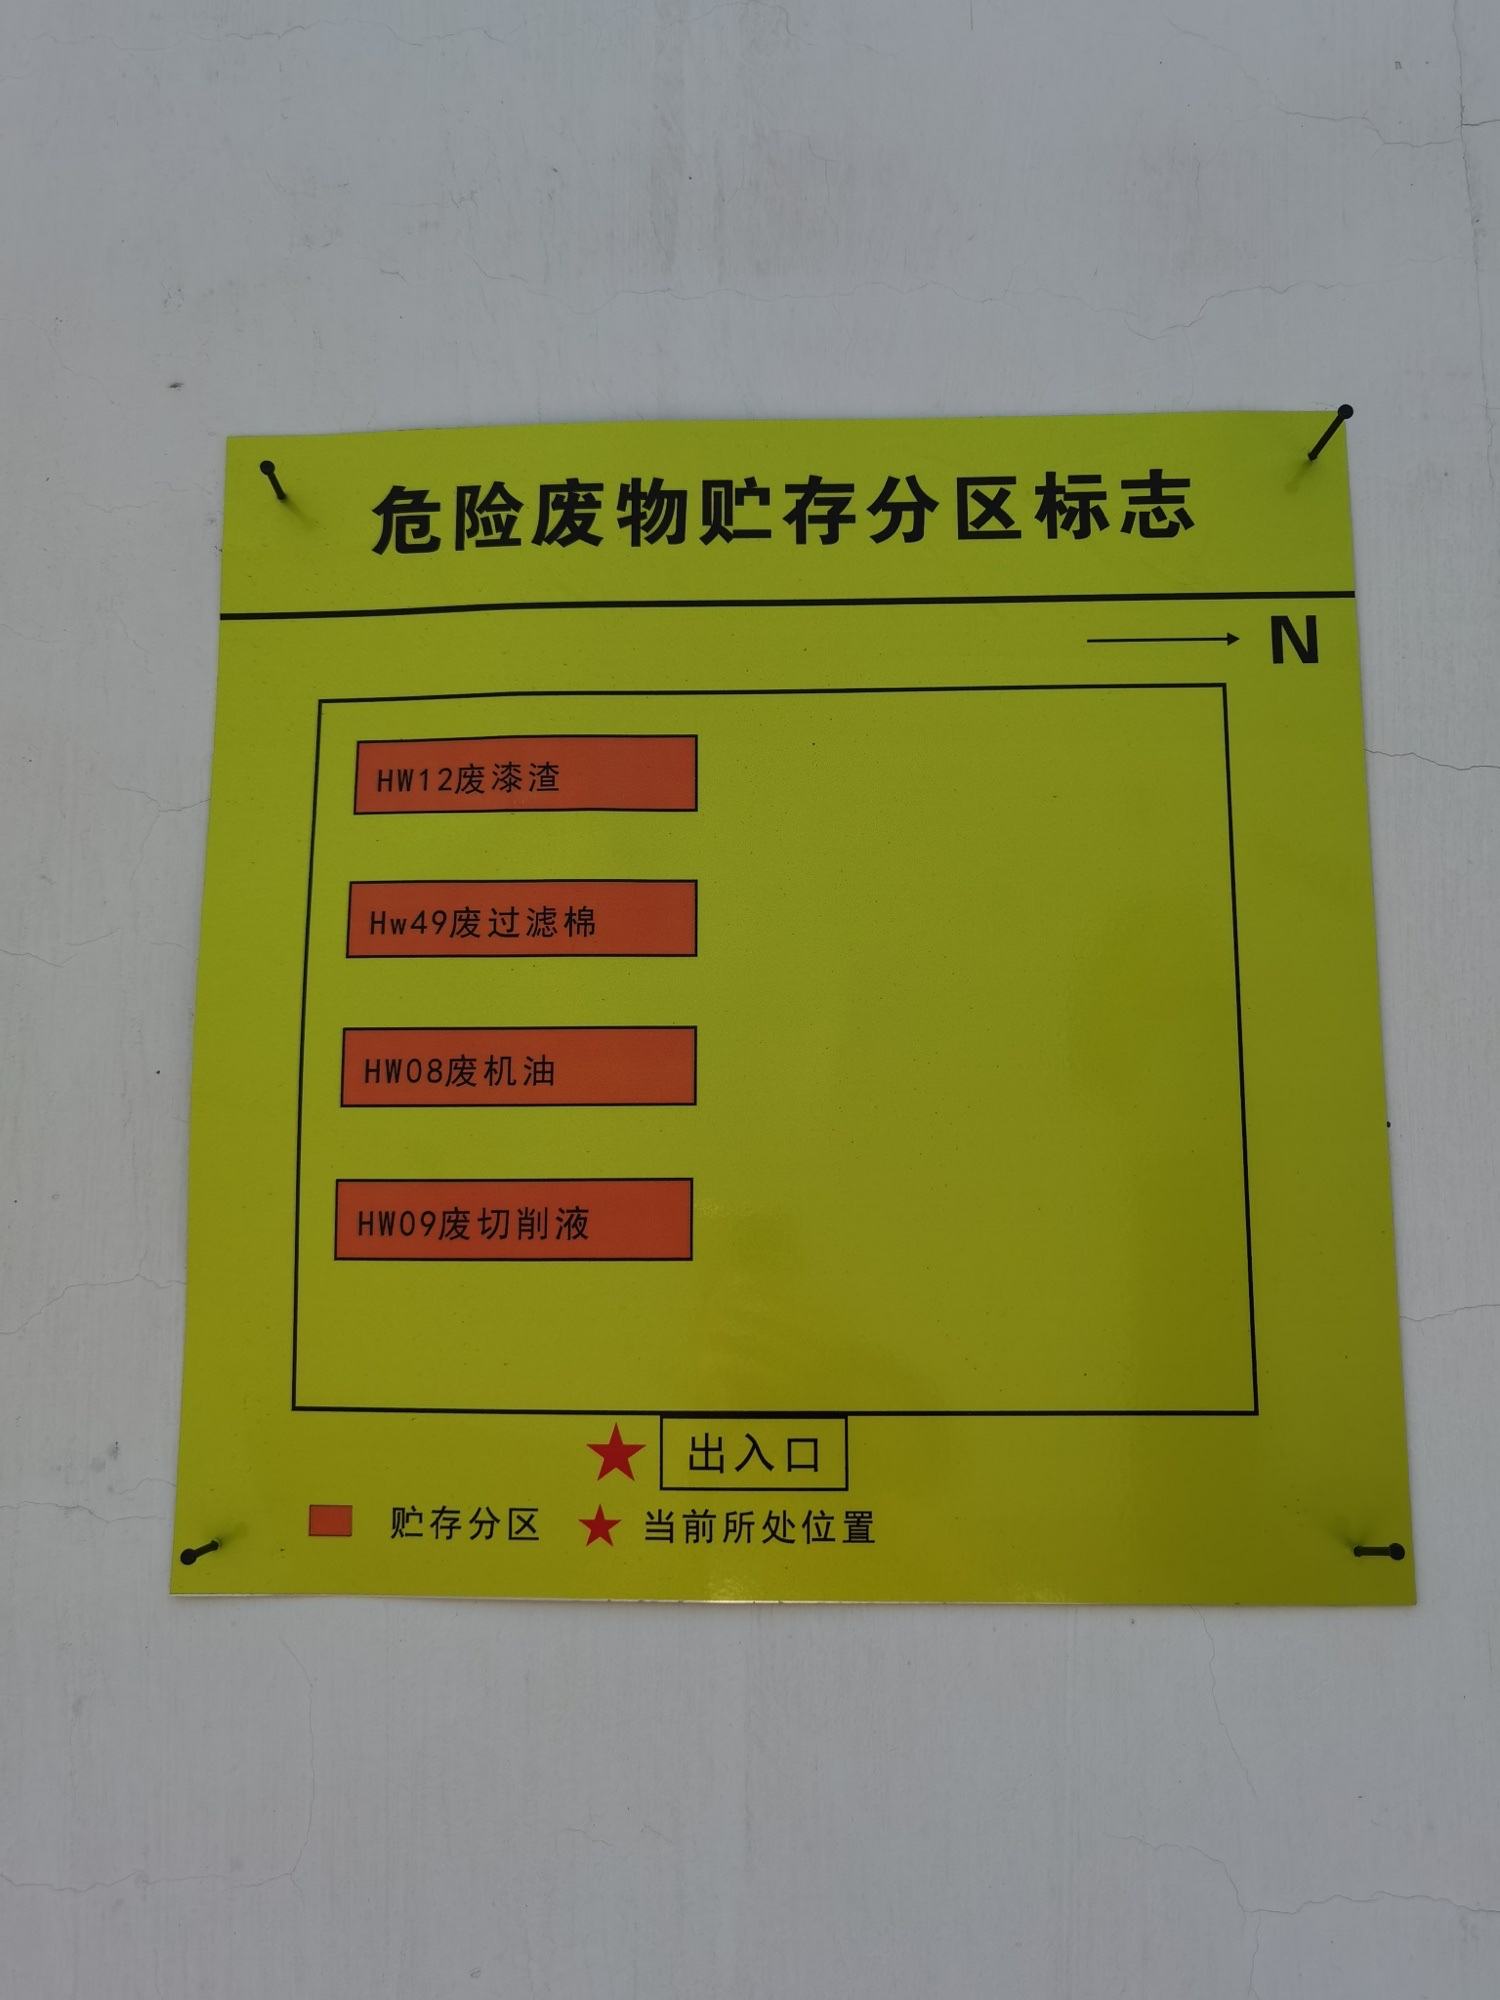 危险废物贮存分区标志
N
HW12废漆渣
Hw49废过滤棉
HW08废机油
HW09废切削液
出入口
贮存分区 当前所处位置